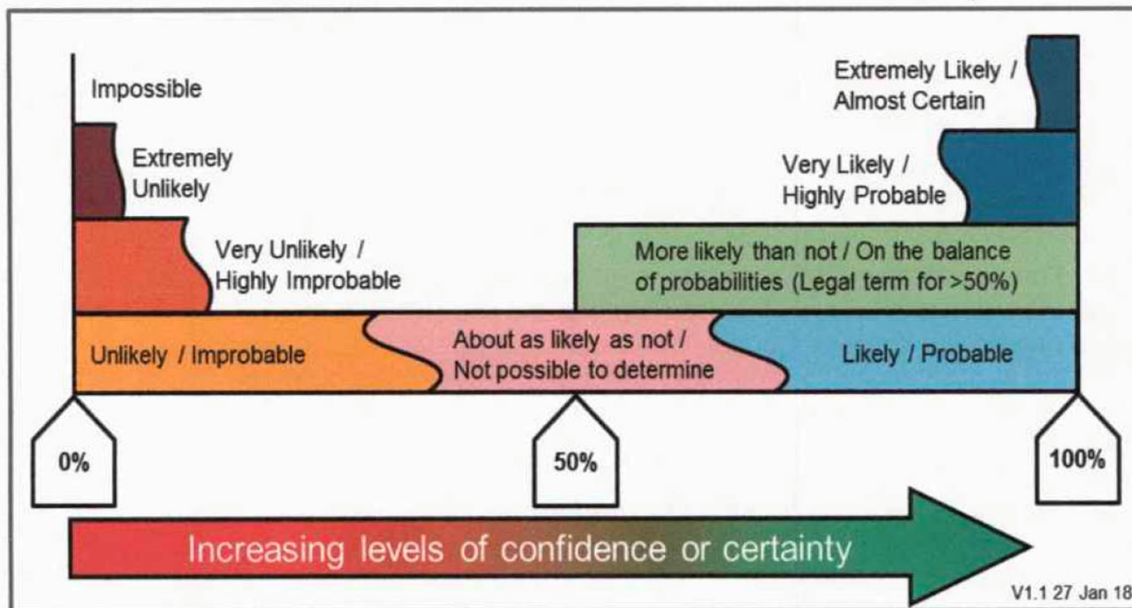 Impossible
Extremely
Unlikely
Very Unlikely /
Highly Improbable
Unlikely / Improbable
About as likely as not /
Not possible to determine
Extremely Likely /
Almost Certain
Very Likely /
Highly Probable
More likely than not / On the balance
of probabilities (Legal term for >50%)
Likely / Probable
0%
50%
100%
Increasing levels of confidence or certainty
V1.1 27 Jan 18